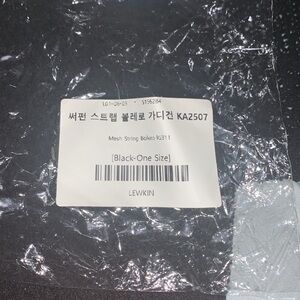 써펀 스트랩 볼레로 가디건 KA2507
Mesh String Bolero
[Black-One Size]
LEWKIN